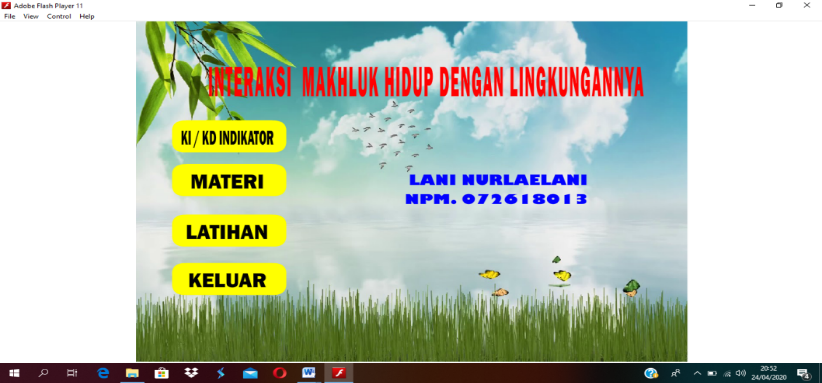 Adobe Flash Player 11
File View Control Help
INTERAKSI MAKHLUK HIDUP DENGAN LINGKUNGANNYA
KI / KD INDIKATOR
MATERI
LANI NURLAELANI
NPM. 072618013
LATIHAN
KELUAR
20:52
24/04/2020